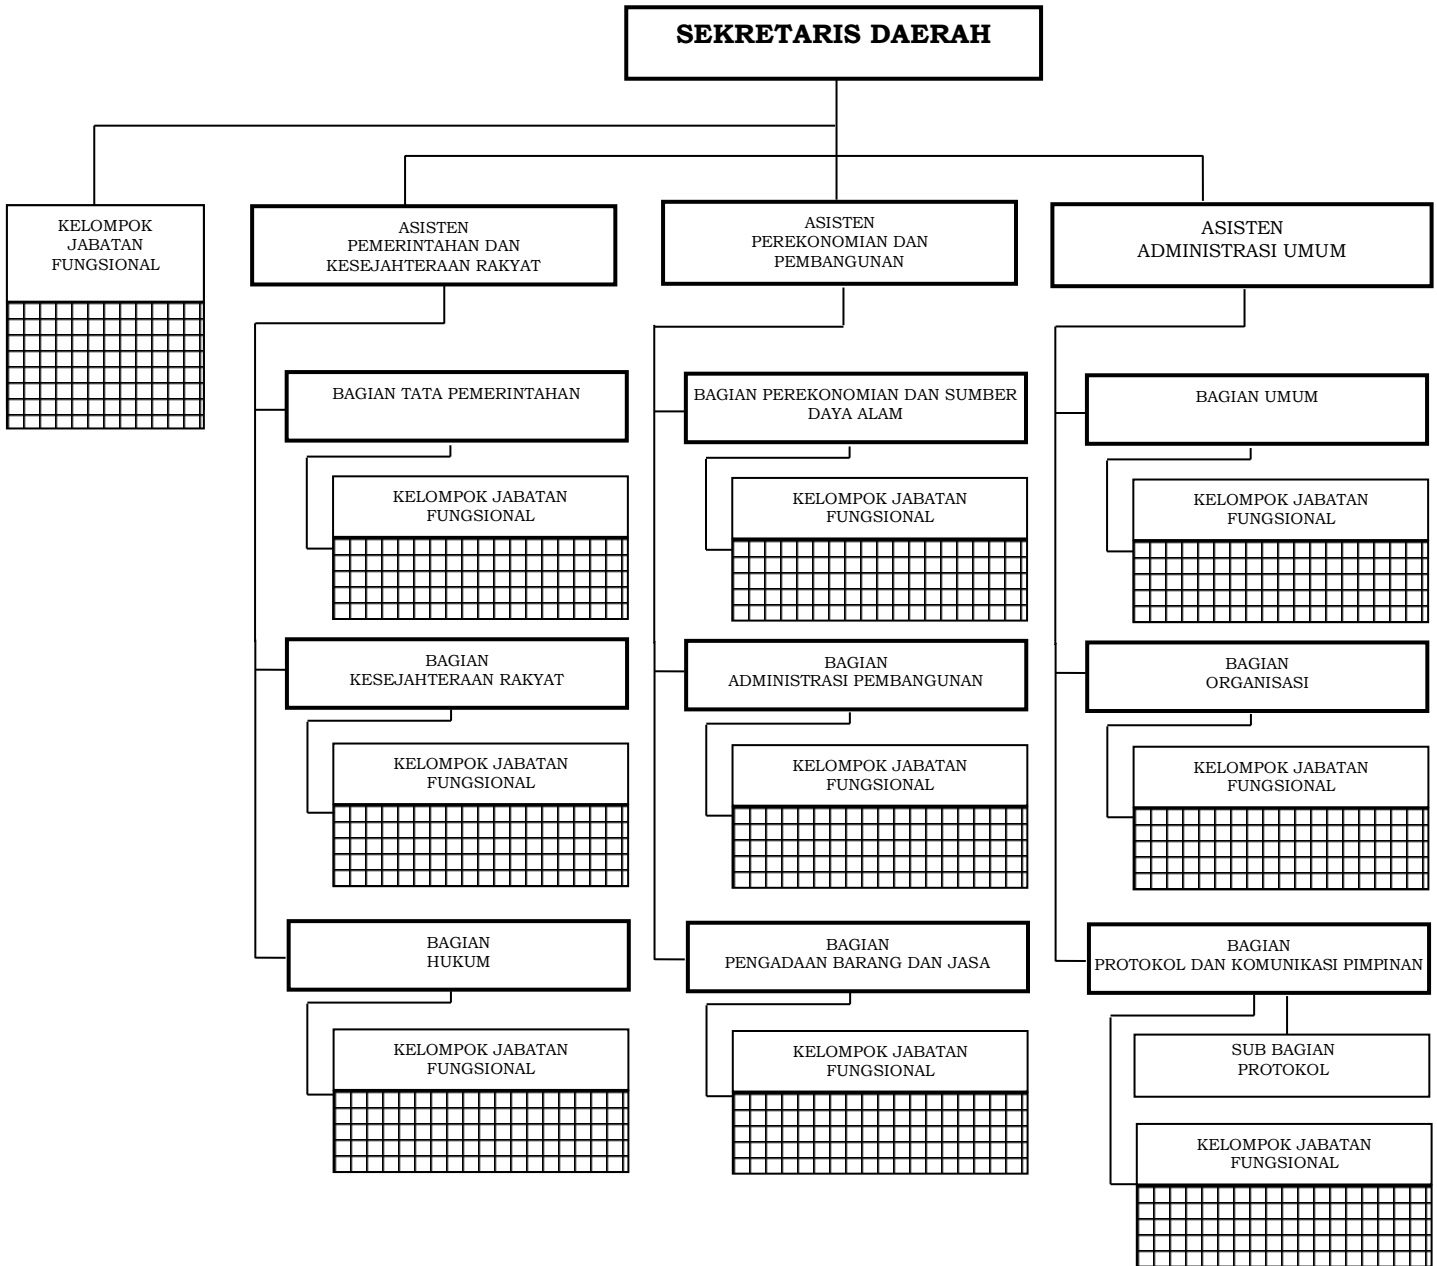 SEKRETARIS DAERAH
KELOMPOK
JABATAN
FUNGSIONAL
ASISTEN
PEMERINTAHAN DAN
KESEJAHTERAAN RAKYAT
ASISTEN
PEREKONOMIAN DAN
PEMBANGUNAN
ASISTEN
ADMINISTRASI UMUM
BAGIAN TATA PEMERINTAHAN
BAGIAN PEREKONOMIAN DAN SUMBER
DAYA ALAM
BAGIAN UMUM
KELOMPOK JABATAN
FUNGSIONAL
KELOMPOK JABATAN
FUNGSIONAL
KELOMPOK JABATAN
FUNGSIONAL
BAGIAN
KESEJAHTERAAN RAKYAT
BAGIAN
ADMINISTRASI PEMBANGUNAN
BAGIAN
ORGANISASI
KELOMPOK JABATAN
FUNGSIONAL
KELOMPOK JABATAN
FUNGSIONAL
KELOMPOK JABATAN
FUNGSIONAL
BAGIAN
HUKUM
BAGIAN
PENGADAAN BARANG DAN JASA
BAGIAN
PROTOKOL DAN KOMUNIKASI PIMPINAN
KELOMPOK JABATAN
FUNGSIONAL
KELOMPOK JABATAN
FUNGSIONAL
SUB BAGIAN
PROTOKOL
KELOMPOK JABATAN
FUNGSIONAL